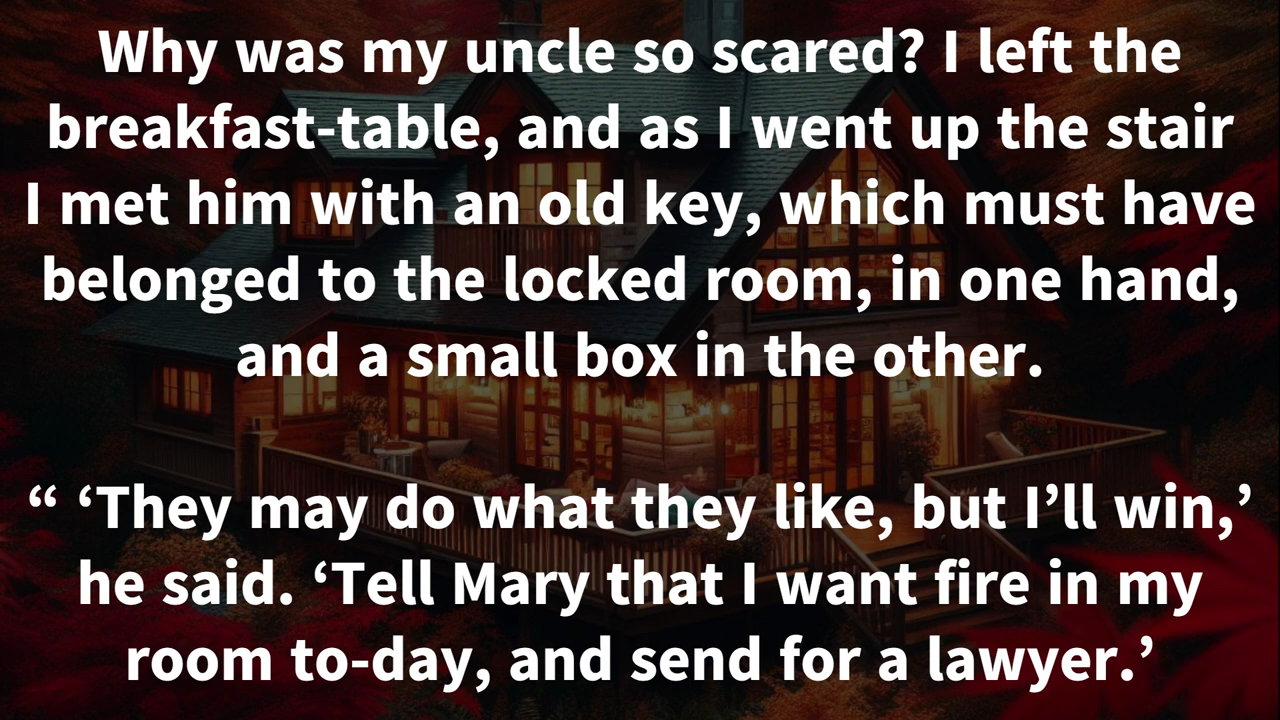 Why was my uncle so scared? I left the
breakfast-table, and as I went up the stair
I met him with an old key, which must have
belonged to the locked room, in one hand,
and a small box in the other.
“ ‘They may do what they like, but I’ll win,’
he said. ‘Tell Mary that I want fire in my
room to-day, and send for a lawyer.’